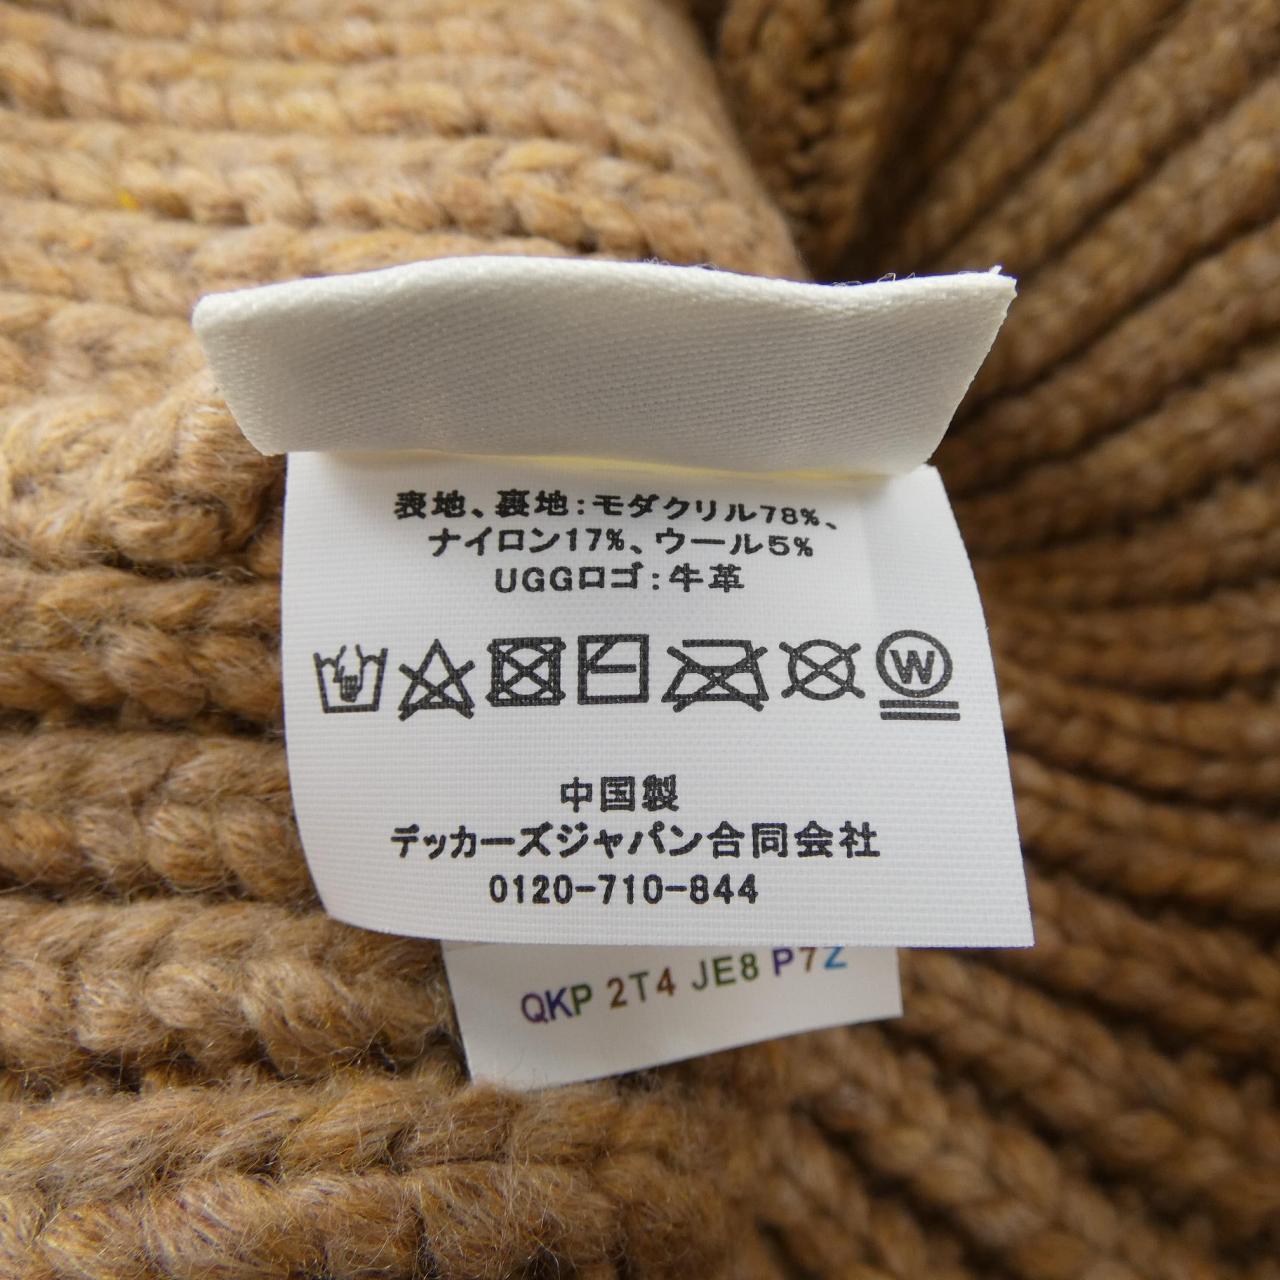 表地、裏地:モダクリル78%、
ナイロン17%、ウール5%
UGGロゴ:牛革
W
中国製
デッカーズジャパン合同会社
0120-710-844
QKP 2T4 JE8 P7Z